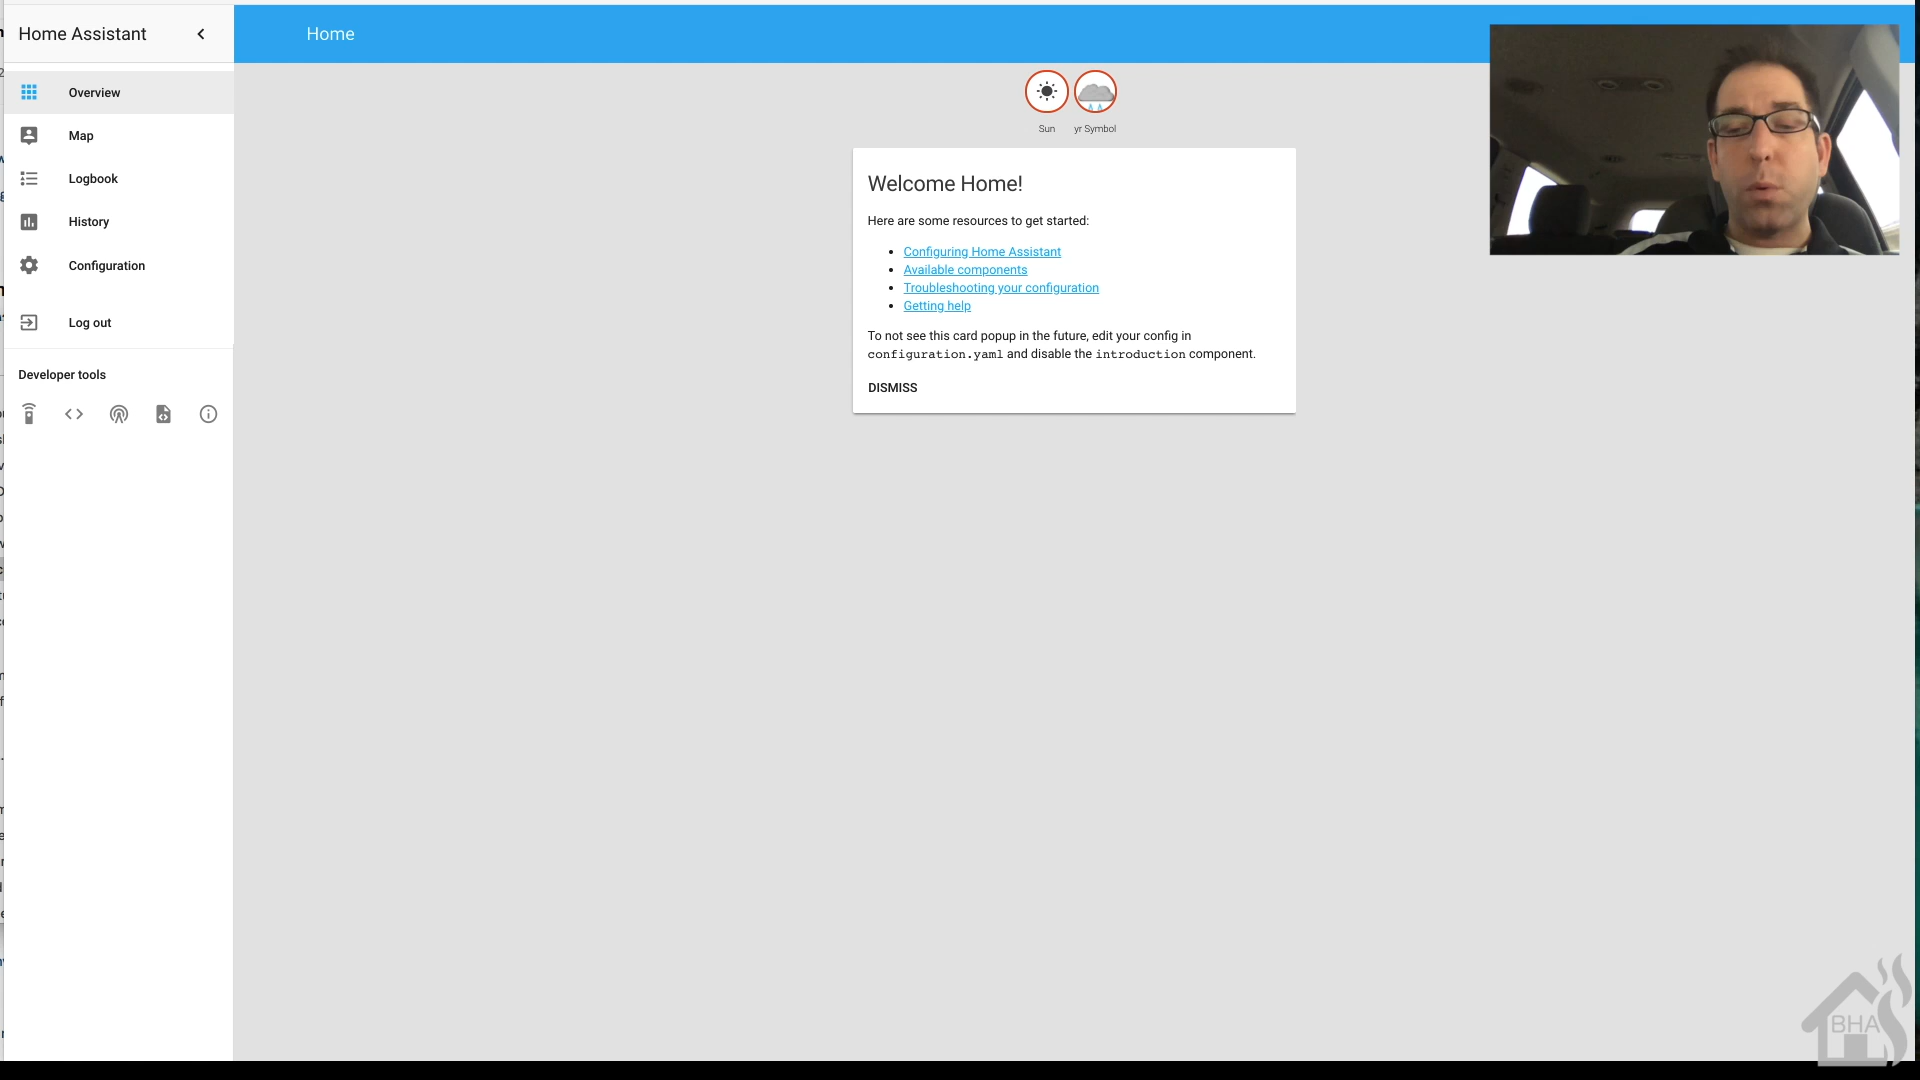 Home Assistant
Home
Overview
Map
Logbook
History
Configuration
Log out
Developer tools
Sun
yr Symbol
Welcome Home!
Here are some resources to get started:
Configuring Home Assistant
Available components
Troubleshooting your configuration
Getting help
To not see this card popup in the future, edit your config in
configuration.yaml and disable the introduction component.
DISMISS
BHA